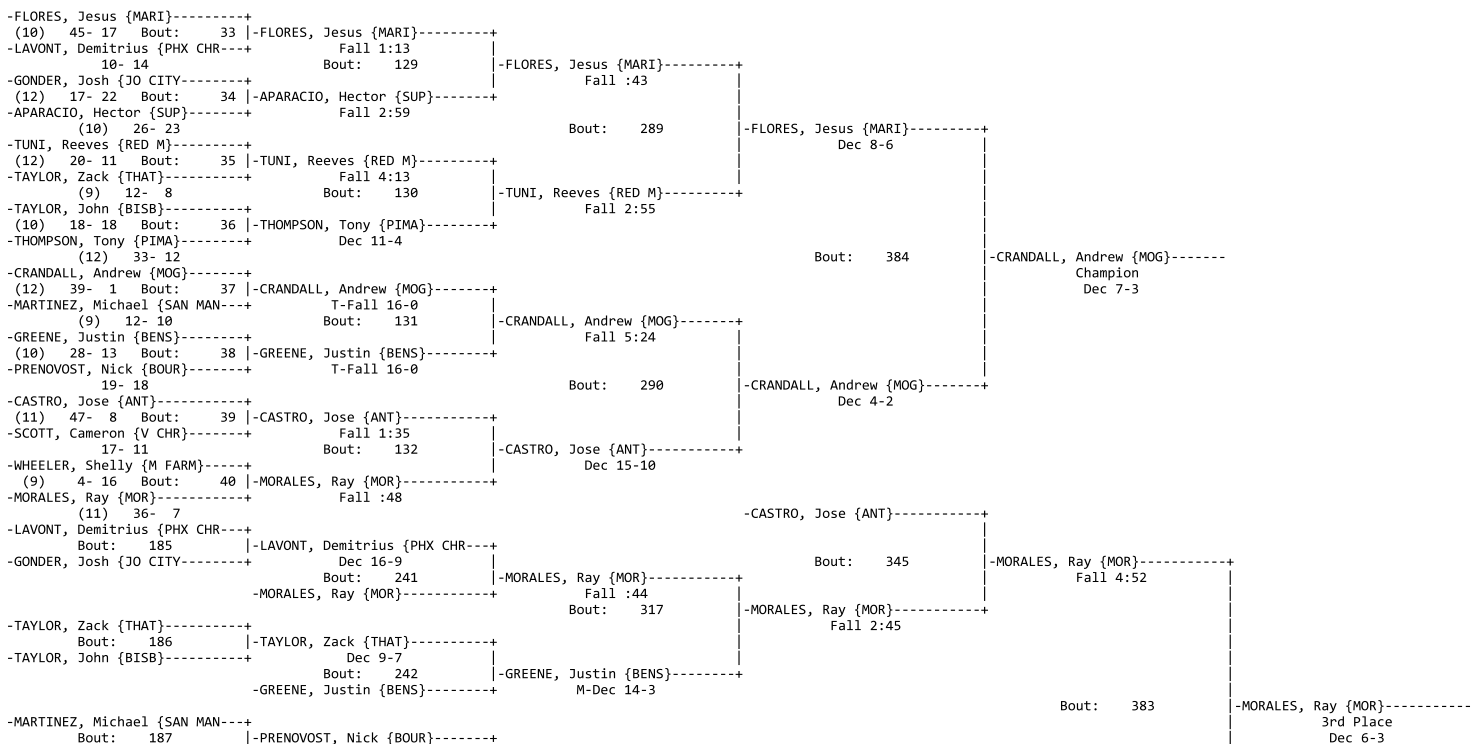 -FLORES, Jesus {MARI}---------+
(10) 45- 17 Bout: 33 |-FLORES, Jesus {MARI}---------+
-LAVONT, Demitrius {PHX CHR---+ Fall 1:13 |
10- 14 Bout: 129 |-FLORES, Jesus {MARI}---------+
-GONDER, Josh {JO CITY--------+ | Fall :43 |
(12) 17- 22 Bout: 34 |-APARACIO, Hector {SUP}-------+ |
-APARACIO, Hector {SUP}-------+ Fall 2:59 |
(10) 26- 23 Bout: 289 |-FLORES, Jesus {MARI}---------+
-TUNI, Reeves {RED M}---------+ | Dec 8-6 |
(12) 20- 11 Bout: 35 |-TUNI, Reeves {RED M}---------+ | |
-TAYLOR, Zack {THAT}----------+ Fall 4:13 | | |
(9) 12- 8 Bout: 130 |-TUNI, Reeves {RED M}---------+ |
-TAYLOR, John {BISB}----------+ | Fall 2:55 |
(10) 18- 18 Bout: 36 |-THOMPSON, Tony {PIMA}--------+ |
-THOMPSON, Tony {PIMA}--------+ Dec 11-4 |
(12) 33- 12 Bout: 384 |-CRANDALL, Andrew {MOG}-------
-CRANDALL, Andrew {MOG}-------+ | Champion
(12) 39- 1 Bout: 37 |-CRANDALL, Andrew {MOG}-------+ | Dec 7-3
-MARTINEZ, Michael {SAN MAN---+ T-Fall 16-0 | |
(9) 12- 10 Bout: 131 |-CRANDALL, Andrew {MOG}-------+ |
-GREENE, Justin {BENS}--------+ | Fall 5:24 | |
(10) 28- 13 Bout: 38 |-GREENE, Justin {BENS}--------+ | |
-PRENOVOST, Nick {BOUR}-------+ T-Fall 16-0 | |
19- 18 Bout: 290 |-CRANDALL, Andrew {MOG}-------+
-CASTRO, Jose {ANT}-----------+ | Dec 4-2
(11) 47- 8 Bout: 39 |-CASTRO, Jose {ANT}-----------+ |
-SCOTT, Cameron {V CHR}-------+ Fall 1:35 | |
17- 11 Bout: 132 |-CASTRO, Jose {ANT}-----------+
-WHEELER, Shelly {M FARM}-----+ | Dec 15-10
(9) 4- 16 Bout: 40 |-MORALES, Ray {MOR}-----------+
-MORALES, Ray {MOR}-----------+ Fall :48
(11) 36- 7 -CASTRO, Jose {ANT}-----------+
-LAVONT, Demitrius {PHX CHR---+ |
Bout: 185 |-LAVONT, Demitrius {PHX CHR---+ |
-GONDER, Josh {JO CITY--------+ Dec 16-9 | Bout: 345 |-MORALES, Ray {MOR}-----------+
Bout: 241 |-MORALES, Ray {MOR}-----------+ | Fall 4:52 |
-MORALES, Ray {MOR}-----------+ Fall :44 | | |
Bout: 317 |-MORALES, Ray {MOR}-----------+ |
-TAYLOR, Zack {THAT}----------+ | Fall 2:45 |
Bout: 186 |-TAYLOR, Zack {THAT}----------+ | |
-TAYLOR, John {BISB}----------+ Dec 9-7 | | |
Bout: 242 |-GREENE, Justin {BENS}--------+ |
-GREENE, Justin {BENS}--------+ M-Dec 14-3 |
Bout: 383 |-MORALES, Ray {MOR}-----------
-MARTINEZ, Michael {SAN MAN---+ | 3rd Place
Bout: 187 |-PRENOVOST, Nick {BOUR}-------+ | Dec 6-3